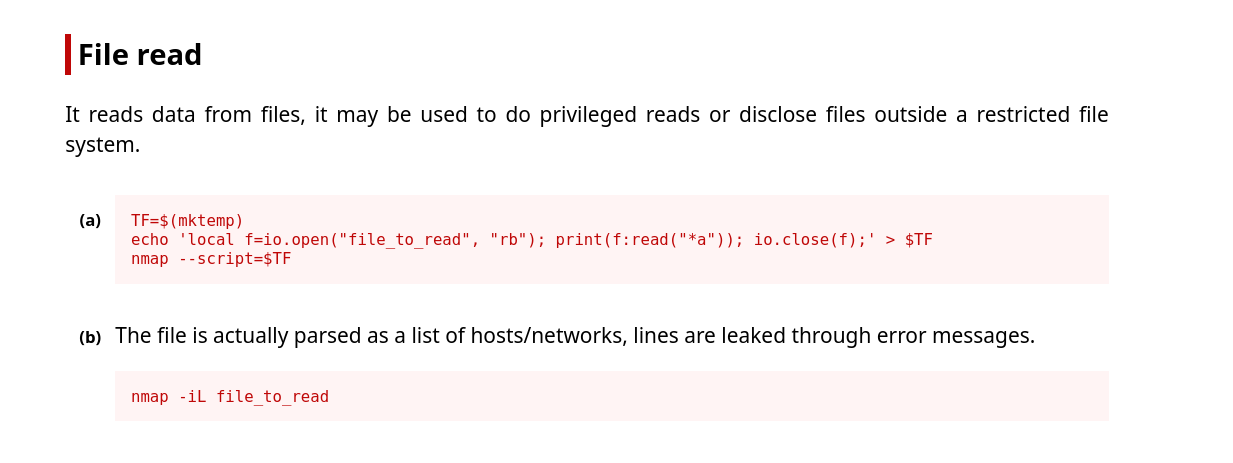 File read
It reads data from files, it may be used to do privileged reads or disclose files outside a restricted file
system.
(a)
TF=$(mktemp)
echo 'local f=io.open("file_to_read", "rb"); print(f:read("*a")); io.close(f);' > $TF
nmap --script=$TF
(b) The file is actually parsed as a list of hosts/networks, lines are leaked through error messages.
nmap -iL file_to_read